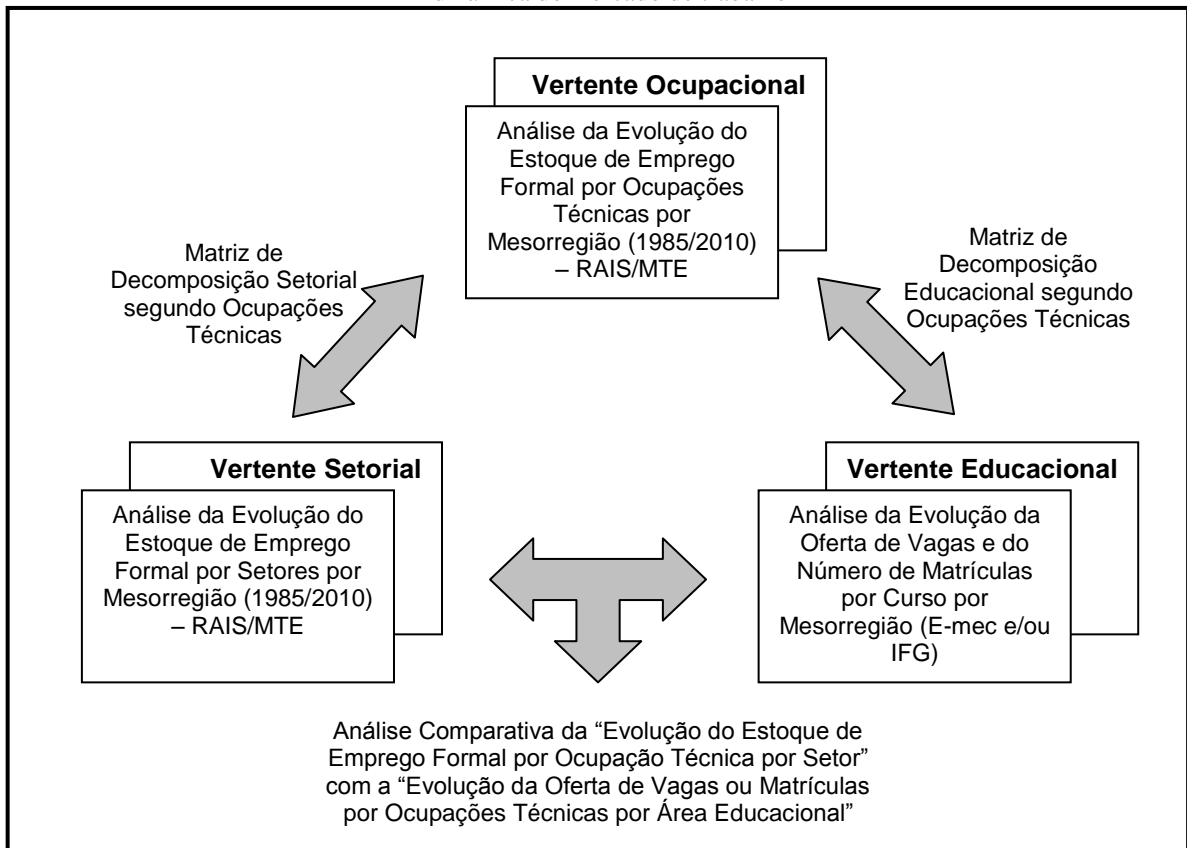 Vertente Ocupacional
Análise da Evolução do
Estoque de Emprego
Formal por Ocupações
Técnicas por
Mesorregião (1985/2010)
– RAIS/MTE
Matriz de
Decomposição Setorial
segundo Ocupações
Técnicas
Matriz de
Decomposição
Educacional segundo
Ocupações Técnicas
Vertente Setorial
Análise da Evolução do
Estoque de Emprego
Formal por Setores por
Mesorregião (1985/2010)
– RAIS/MTE
Vertente Educacional
Análise da Evolução da
Oferta de Vagas e do
Número de Matrículas
por Curso por
Mesorregião (E-mec e/ou
IFG)
Análise Comparativa da “Evolução do Estoque de
Emprego Formal por Ocupação Técnica por Setor”
com a “Evolução da Oferta de Vagas ou Matrículas
por Ocupações Técnicas por Área Educacional”